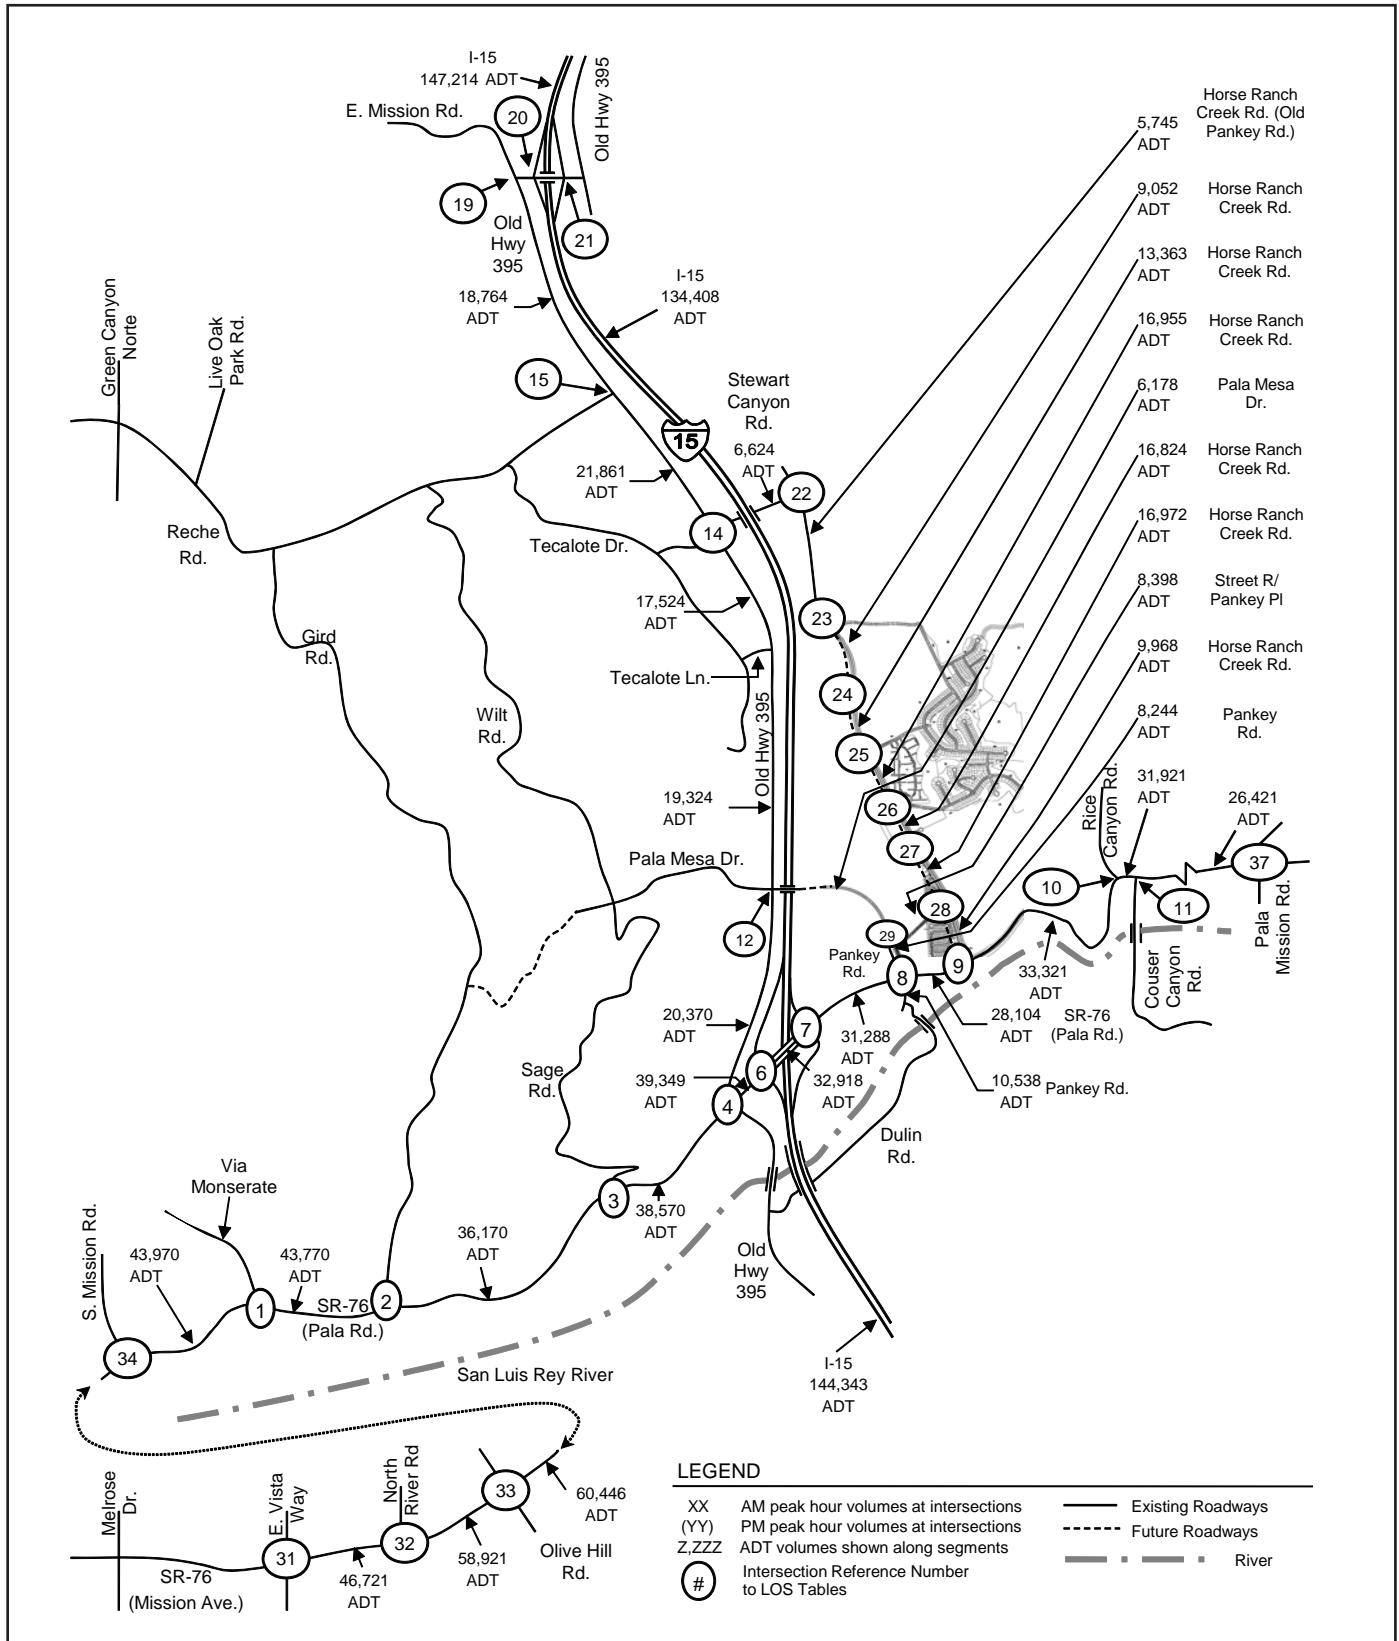 I-15
147,214 ADT
Old Hwy 395
E. Mission Rd.
20
19
21
Old
Hwy
395
18,764
ADT
I-15
134,408
ADT
Green Canyon
Norte
Live Oak
Park Rd.
15
Stewart
Canyon
Rd.
15
6,624
ADT
22
21,861
ADT
14
Reche
Rd.
Tecalote Dr.
17,524
ADT
23
Gird
Rd.
Tecalote Ln.
24
Wilt
Rd.
Old Hwy 395
25
19,324
ADT
26
27
Pala Mesa Dr.
28
12
29
Pankey
Rd.
8
9
5,745
ADT
Horse Ranch
Creek Rd. (Old
Pankey Rd.)
9,052
ADT
Horse Ranch
Creek Rd.
13,363
ADT
Horse Ranch
Creek Rd.
16,955
ADT
Horse Ranch
Creek Rd.
6,178
ADT
Pala Mesa
Dr.
16,824
ADT
Horse Ranch
Creek Rd.
16,972
ADT
Horse Ranch
Creek Rd.
8,398
ADT
Street R/
Pankey Pl
9,968
ADT
Horse Ranch
Creek Rd.
8,244
ADT
Pankey
Rd.
Rice
Canyon Rd.
31,921
ADT
26,421
ADT
37
10
11
Pala
Mission Rd.
Couser
Canyon
Rd.
33,321
ADT
SR-76
(Pala Rd.)
28,104
ADT
20,370
ADT
7
31,288
ADT
6
32,918
ADT
39,349
ADT
4
10,538
ADT
Pankey Rd.
Sage
Rd.
Dulin
Rd.
3
38,570
ADT
Via
Monserate
S. Mission Rd.
43,970
ADT
43,770
ADT
36,170
ADT
1
2
SR-76
(Pala Rd.)
34
Old
Hwy
395
I-15
144,343
ADT
San Luis Rey River
Melrose
Dr.
E. Vista
Way
North
River Rd
33
60,446
ADT
31
32
58,921
ADT
Olive Hill
Rd.
46,721
ADT
SR-76
(Mission Ave.)
LEGEND
XX AM peak hour volumes at intersections
(YY) PM peak hour volumes at intersections
Z,ZZZ ADT volumes shown along segments
# Intersection Reference Number
to LOS Tables
Existing Roadways
Future Roadways
River